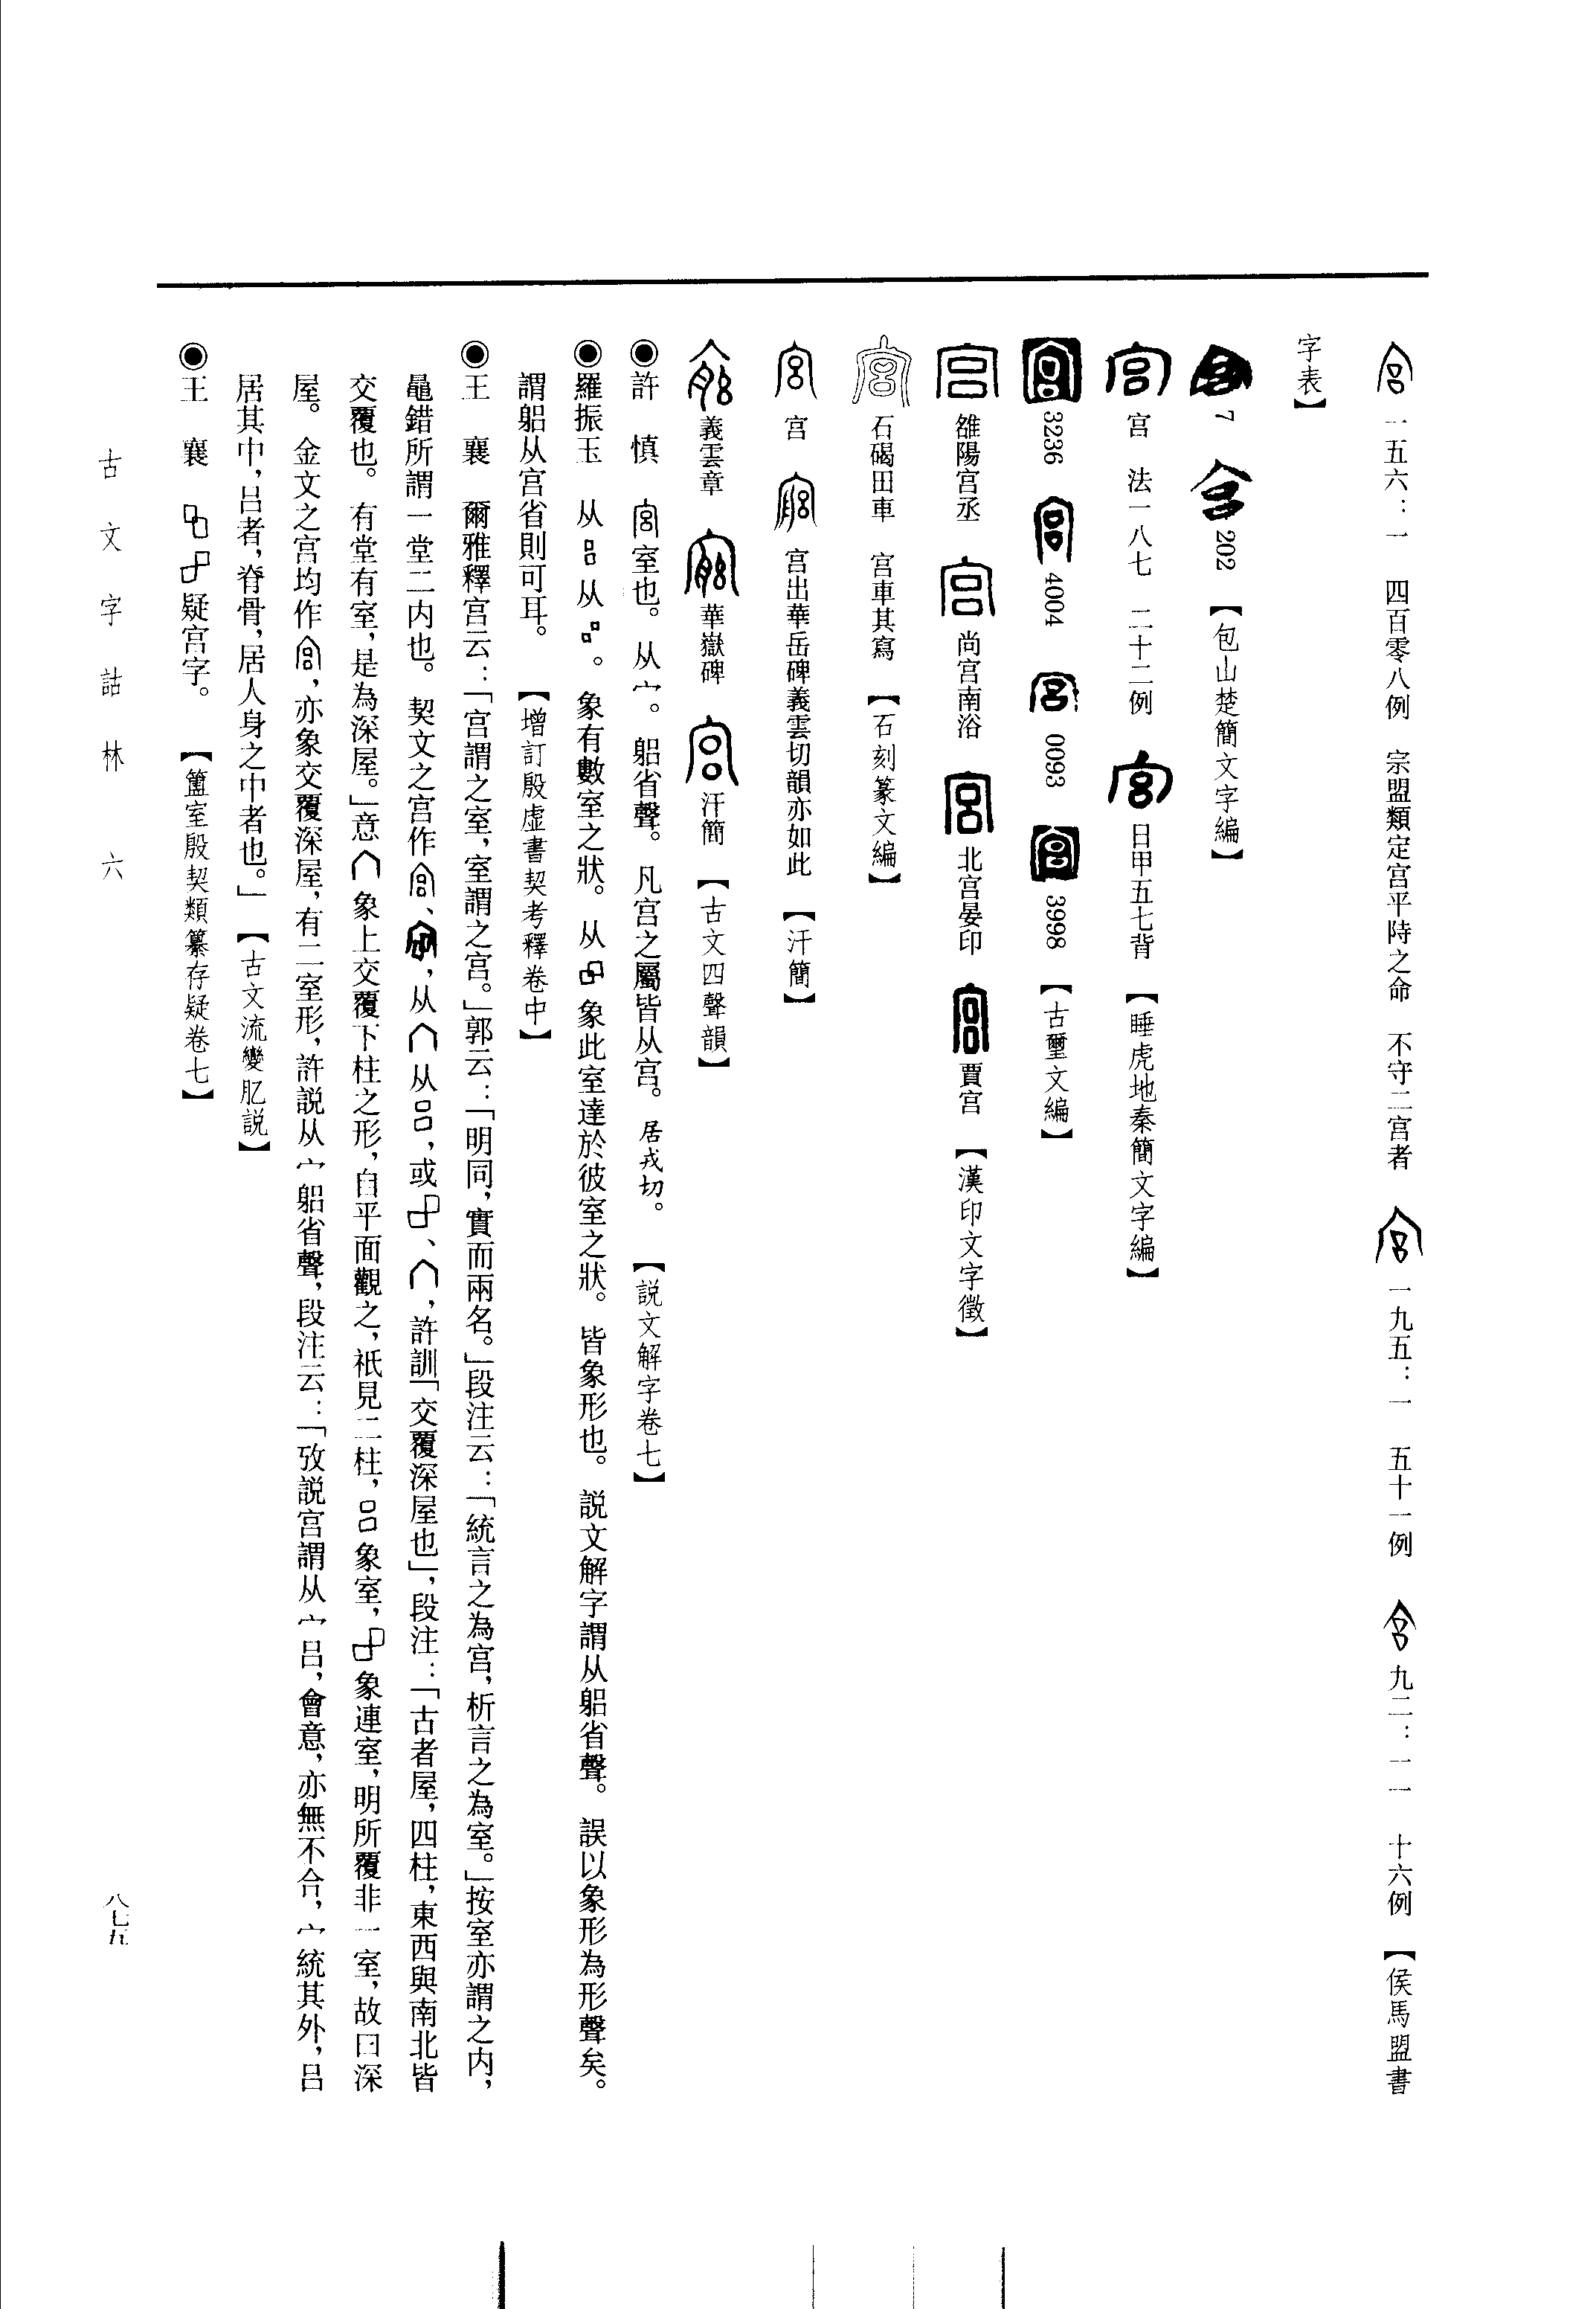 一五六：一　四百零八例　宗盟類定宫平時之命　不守二宫者　一九五：一　五十一例　九二：二一　十六例　【侯馬盟書
字表】
7　202　【包山楚簡文字編】
宫　法一八七　二十二例　日甲五七背　【睡虎地秦簡文字編】
3236　4004　0093　3998　【古璽文編】
雒陽宫丞　尚宫南浴　北宫晏印　賈宫　【漢印文字徵】
石碣田車　宫車其寫　【石刻篆文編】
宫　宫出華岳碑義雲切韻亦如此　【汗簡】
義雲章　華嶽碑　汗簡　【古文四聲韻】
◉許　慎　室也。从宀。躳省聲。凡宫之屬皆从宫。居戎切。　【説文解字卷七】
◉羅振玉　从从。象有數室之狀。从象此室達於彼室之狀。皆象形也。説文解字謂从躳省聲。誤以象形為形聲矣。
謂躳从宫省則可耳。　【增訂殷虛書契考釋卷中】
◉王　襄　爾雅釋宫云：「宫謂之室，室謂之宫。」郭云：「明同，實而兩名。」段注云：「統言之為宫，析言之為室。」按室亦謂之内，
鼂錯所謂一堂二内也。契文之宫作、，从从，或、，許訓「交覆深屋也」，段注：「古者屋，四柱，東西與南北皆
交覆也。有堂有室，是為深屋。」意象上交覆下柱之形，自平面觀之，祇見二柱，象室，象連室，明所覆非一室，故曰深
屋。金文之宫均作，亦象交覆深屋，有二室形，許説从宀躳省聲，段注云：「攷説宫謂从宀吕，會意，亦無不合，宀統其外，吕
居其中，吕者，脊骨，居人身之中者也。」　【古文流變肊説】
◉王　襄　疑宫字。　【簠室殷契類纂存疑卷七】
古文字詁林　六
八七五